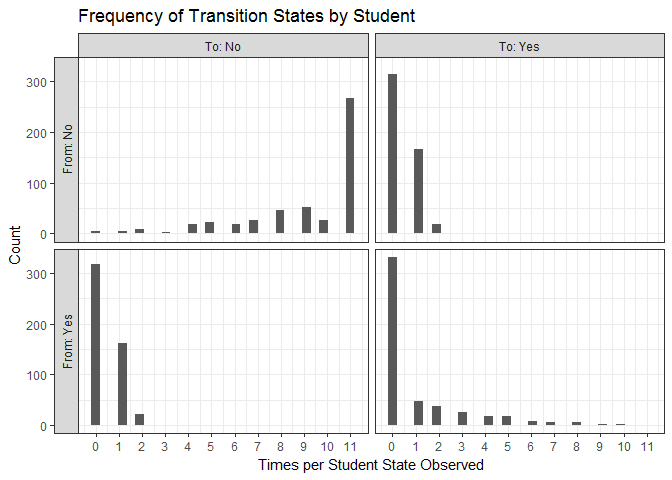 Frequency of Transition States by Student
To: No
To: Yes
From: No
From: Yes
Count
300
200
100
0
300
200
100
0
0 1 2 3 4 5 6 7 8 9 10 11
0 1 2 3 4 5 6 7 8 9 10 11
Times per Student State Observed